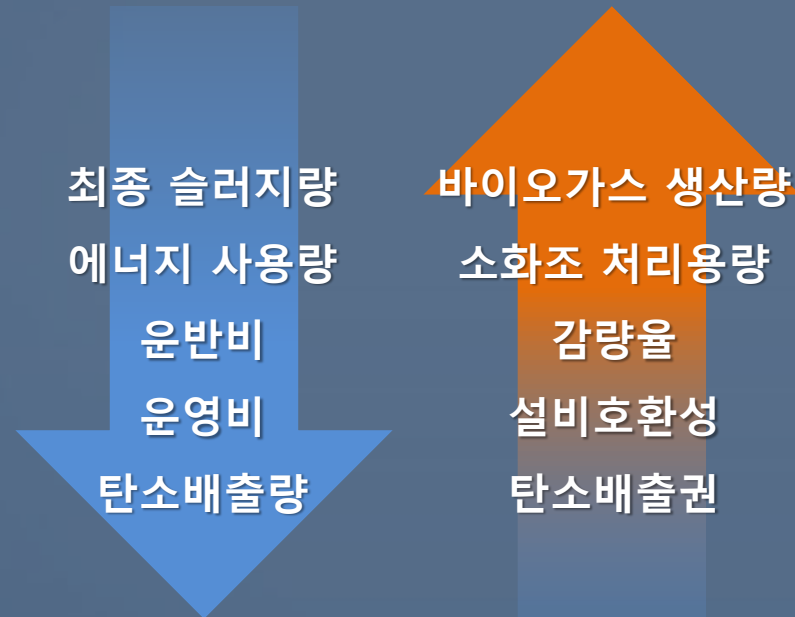 최종 슬러지량
에너지 사용량
운반비
운영비
탄소배출량
바이오가스 생산량
소화조 처리용량
감량율
설비호환성
탄소배출권